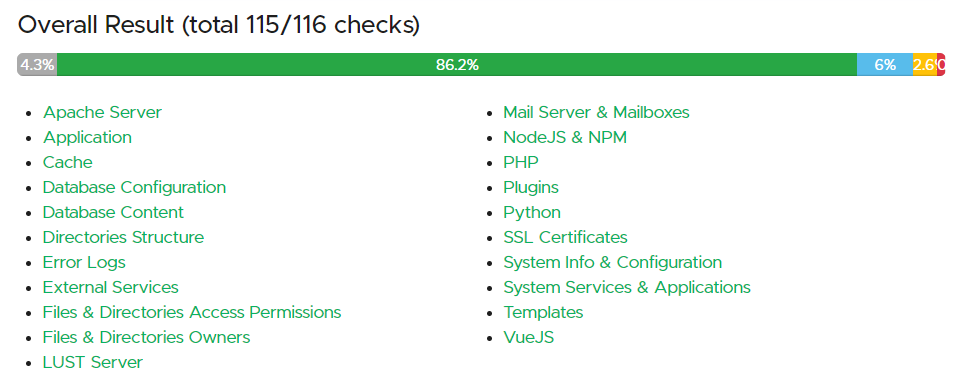 Overall Result (total 115/116 checks)
4.3% 86.2% 6% 2.6% 0
Apache Server
Application
Cache
Database Configuration
Database Content
Directories Structure
Error Logs
External Services
Files & Directories Access Permissions
Files & Directories Owners
LUST Server
Mail Server & Mailboxes
NodeJS & NPM
PHP
Plugins
Python
SSL Certificates
System Info & Configuration
System Services & Applications
Templates
VueJS